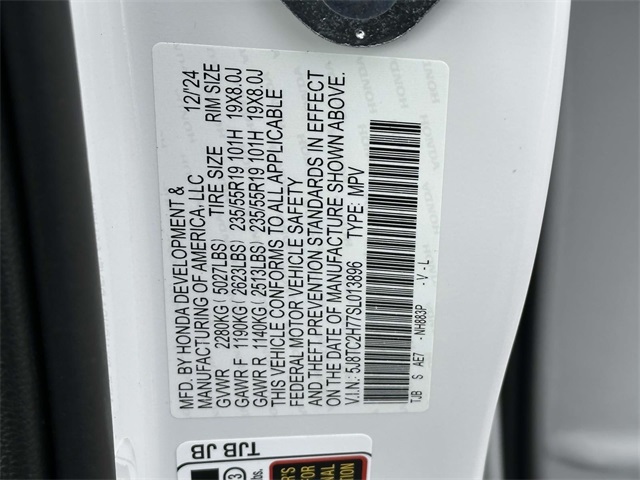 MFD. BY HONDA DEVELOPMENT &
MANUFACTURING OF AMERICA, LLC 12/'24
GVWR 2280KG ( 5027LBS) TIRE SIZE RIM SIZE
GAWR F 1190KG ( 2623LBS) 235/55R19 101H 19X8.0J
GAWR R 1140KG ( 2513LBS) 235/55R19 101H 19X8.0J
THIS VEHICLE CONFORMS TO ALL APPLICABLE
FEDERAL MOTOR VEHICLE SAFETY
AND THEFT PREVENTION STANDARDS IN EFFECT
ON THE DATE OF MANUFACTURE SHOWN ABOVE.
V.I.N.: 5J8TC2H77SL013896 TYPE: MPV
TJB S AE7 -NH883P -V-L
TJB JB
3)
lbs.